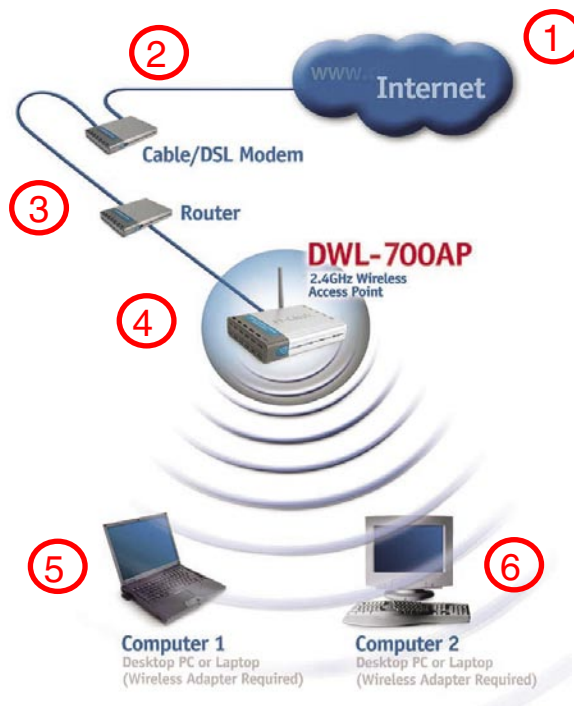 1
2
www.
Internet
Cable/DSL Modem
3
Router
DWL-700AP
2.4GHz Wireless
Access Point
4
5
6
Computer 1
Desktop PC or Laptop
(Wireless Adapter Required)
Computer 2
Desktop PC or Laptop
(Wireless Adapter Required)